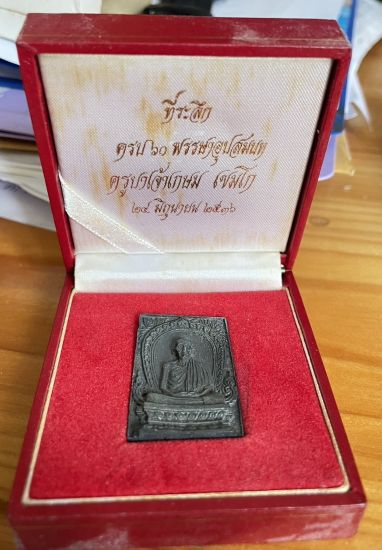 ที่ระลึก
ครบ ๖๐ พรรษาอุปสมบท
ครูบาเจ้าเกษม เขมโก
๒๘ มิถุนายน ๒๕๓๖